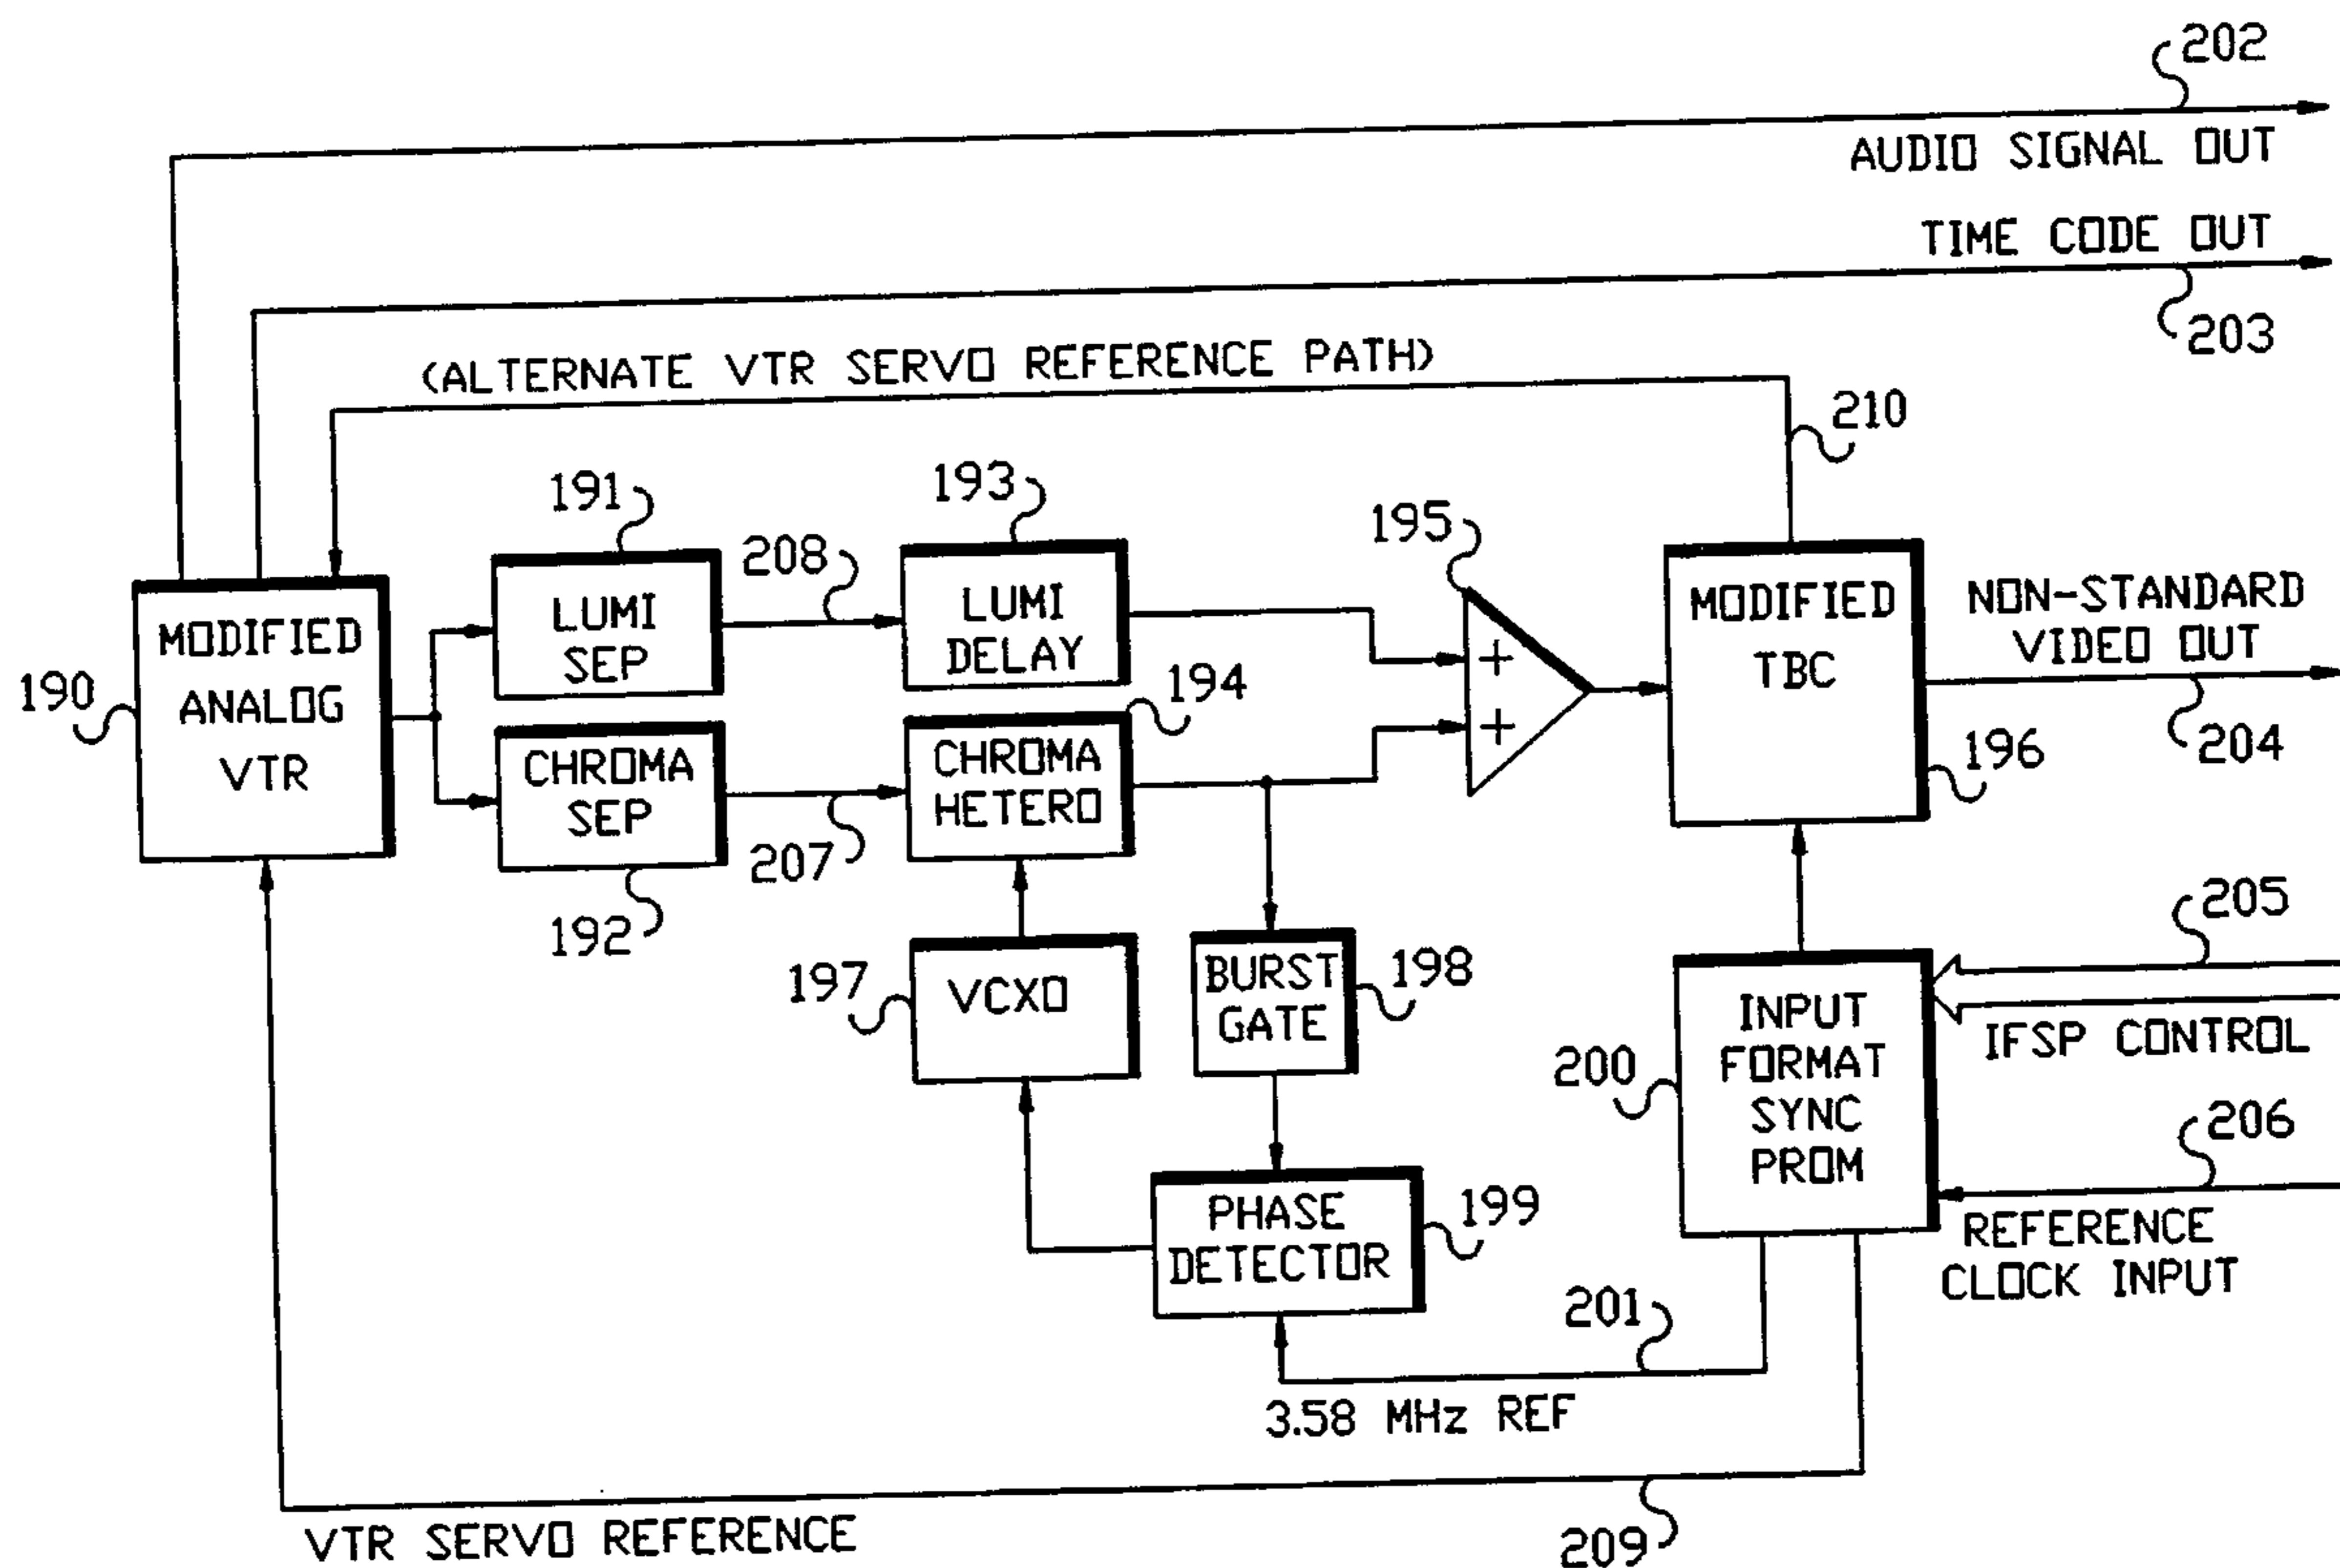 202
AUDIO SIGNAL OUT
TIME CODE OUT
203
(ALTERNATE VTR SERVO REFERENCE PATH)
210
191
208
193
195
MODIFIED
ANALOG
VTR
190
LUMI
SEP
LUMI
DELAY
+
+
MODIFIED
TBC
NON-STANDARD
VIDEO OUT
204
196
194
CHROMA
SEP
192
207
CHROMA
HETERO
197
VCXO
BURST
GATE
198
205
IFSP CONTROL
200
INPUT
FORMAT
SYNC
PROM
206
REFERENCE
CLOCK INPUT
PHASE
DETECTOR
199
201
3.58 MHz REF
VTR SERVO REFERENCE
209